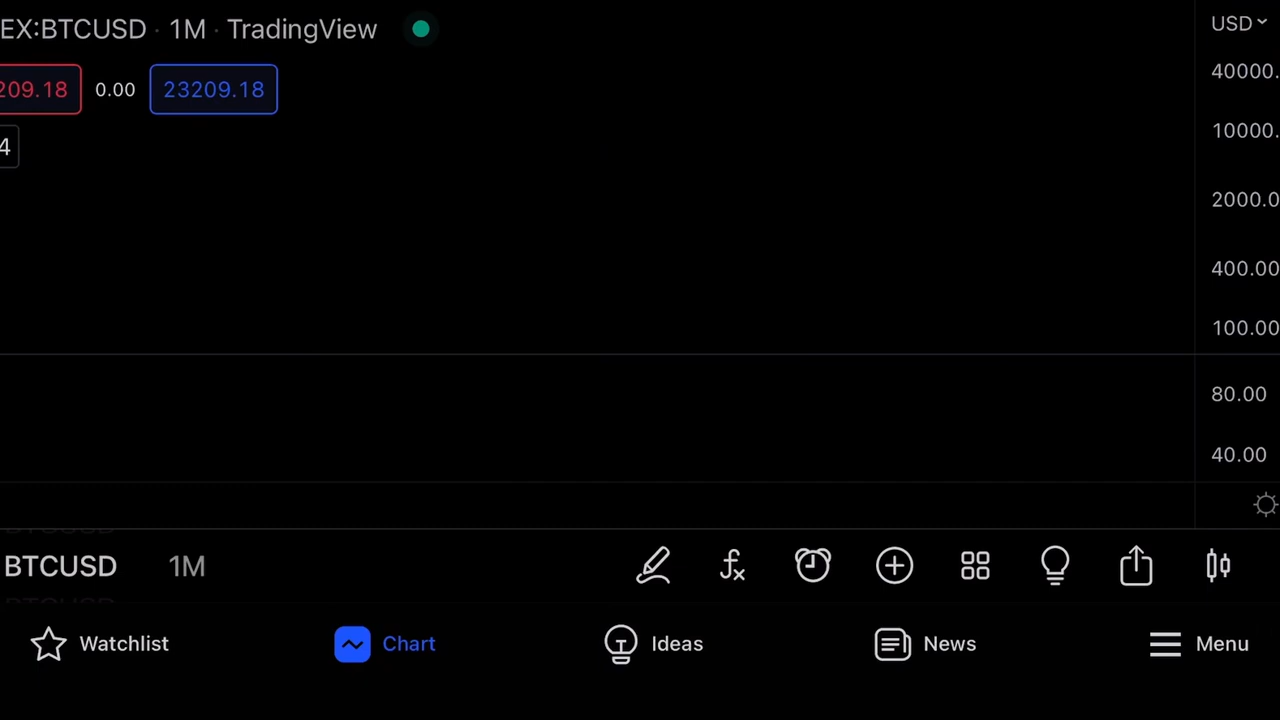 EX:BTCUSD · 1M · TradingView
USD
209.18
0.00
23209.18
4
40000.
10000.
2000.0
400.00
100.00
80.00
40.00
BTCUSD 1M
Watchlist
Chart
Ideas
News
Menu